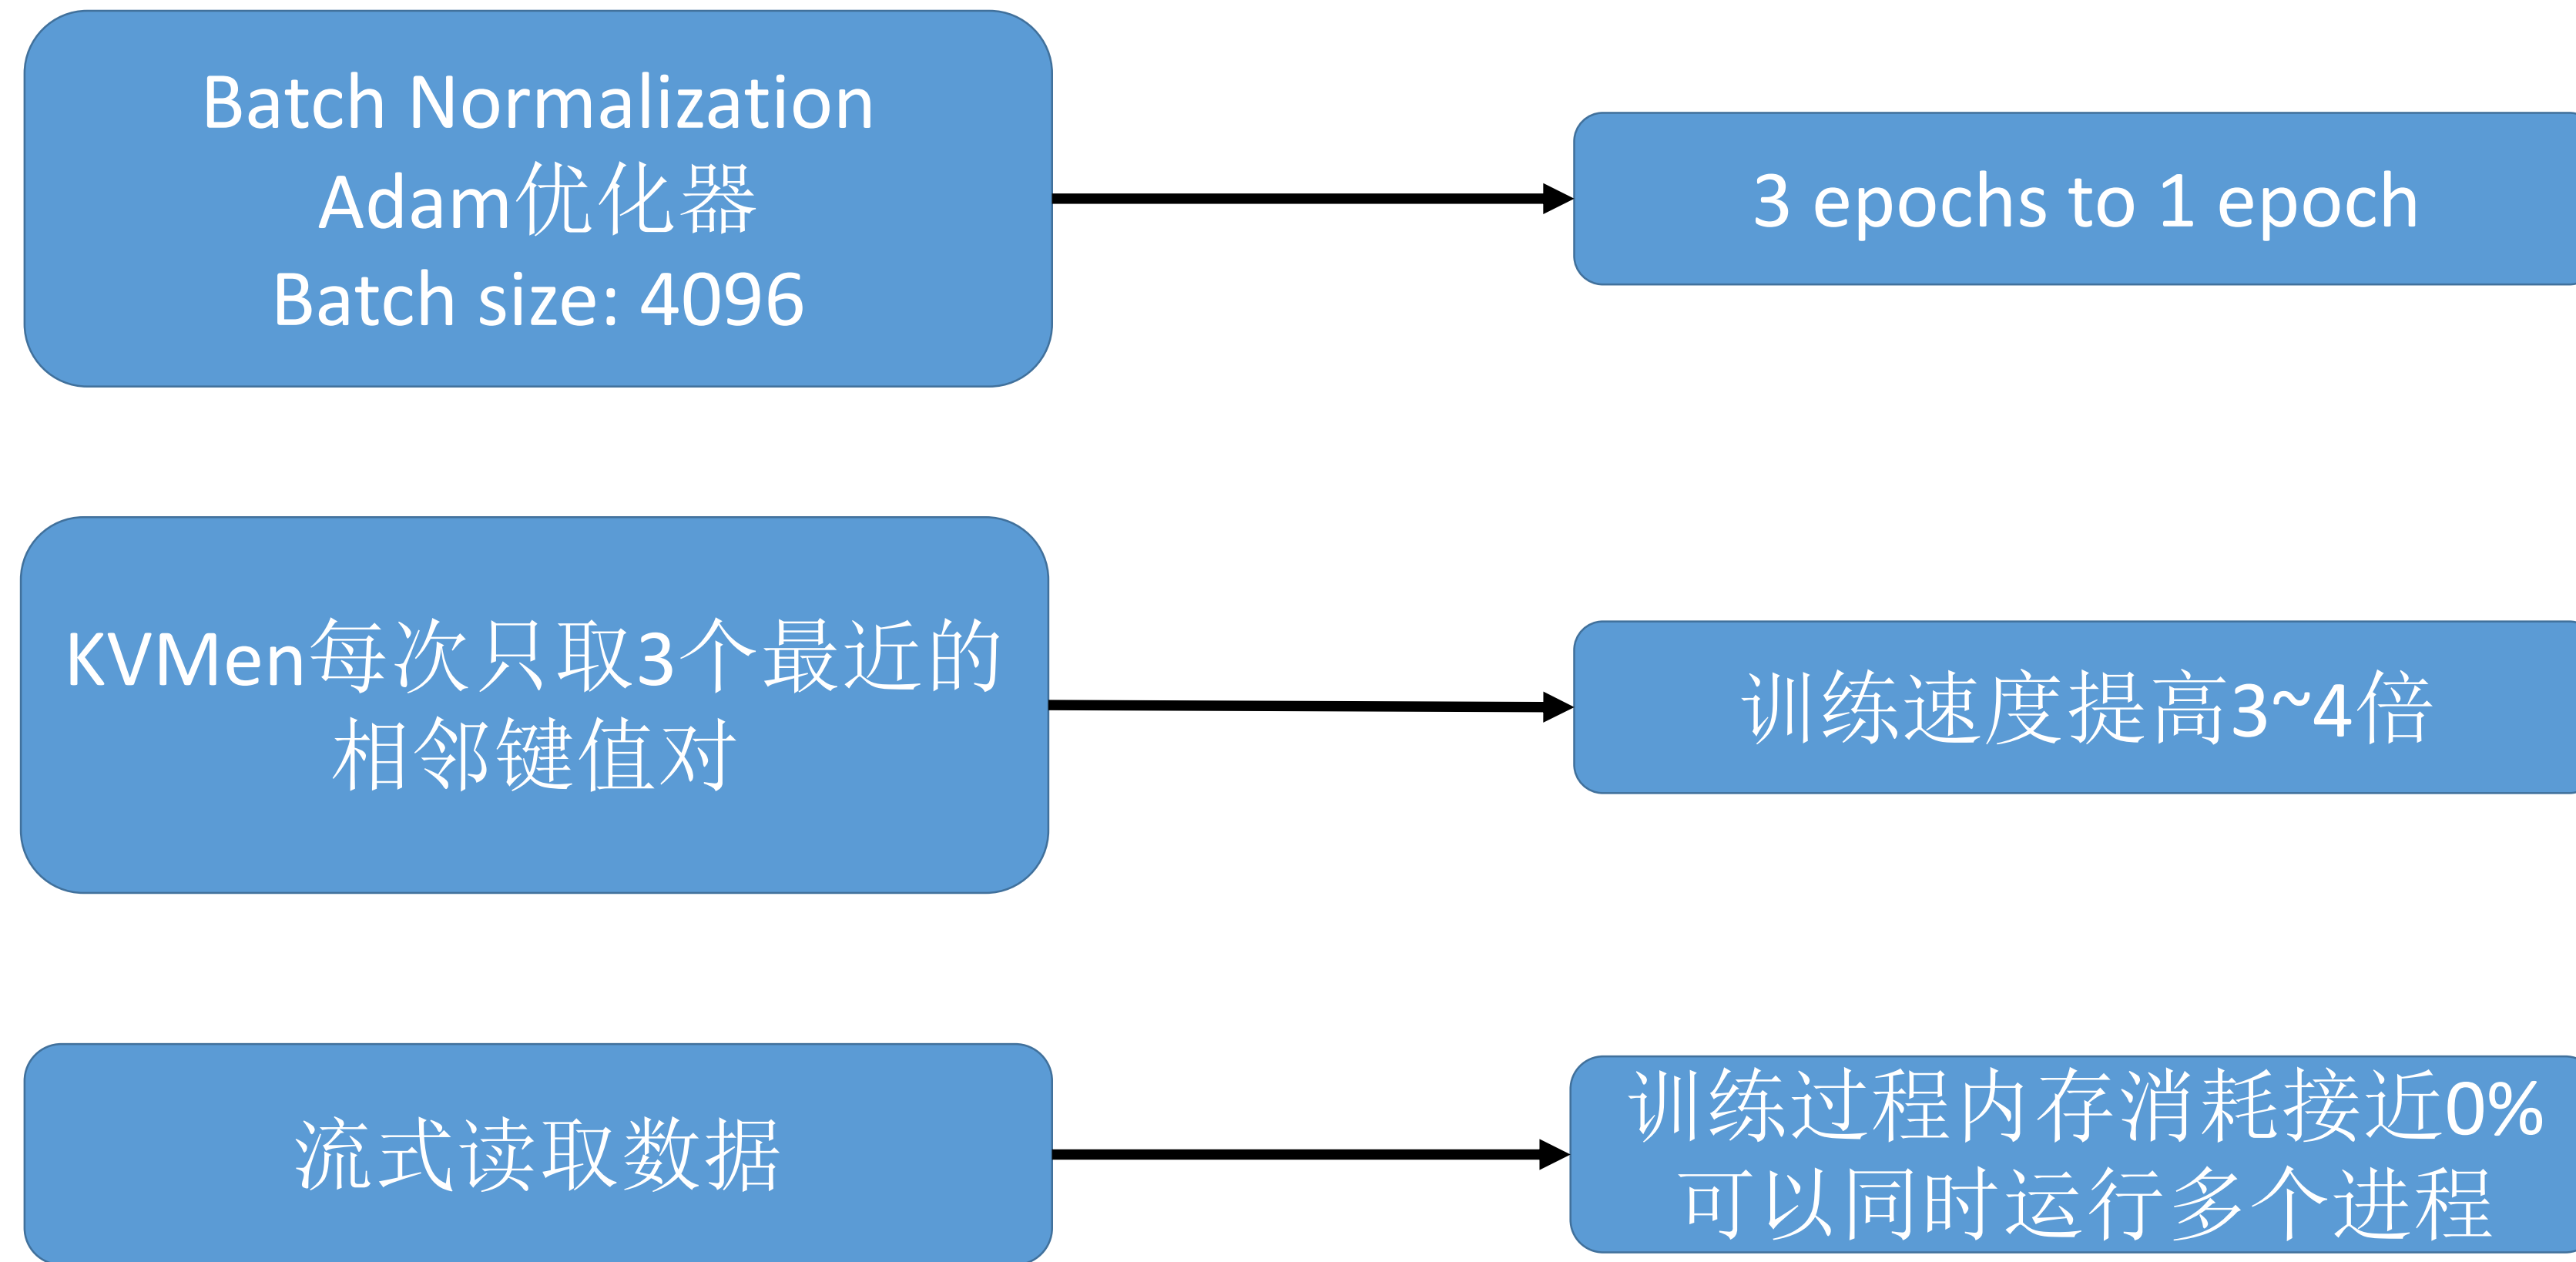 Batch Normalization
Adam优化器
Batch size: 4096
3 epochs to 1 epoch
KVMen每次只取3个最近的
相邻键值对
训练速度提高3~4倍
流式读取数据
训练过程内存消耗接近0%
可以同时运行多个进程